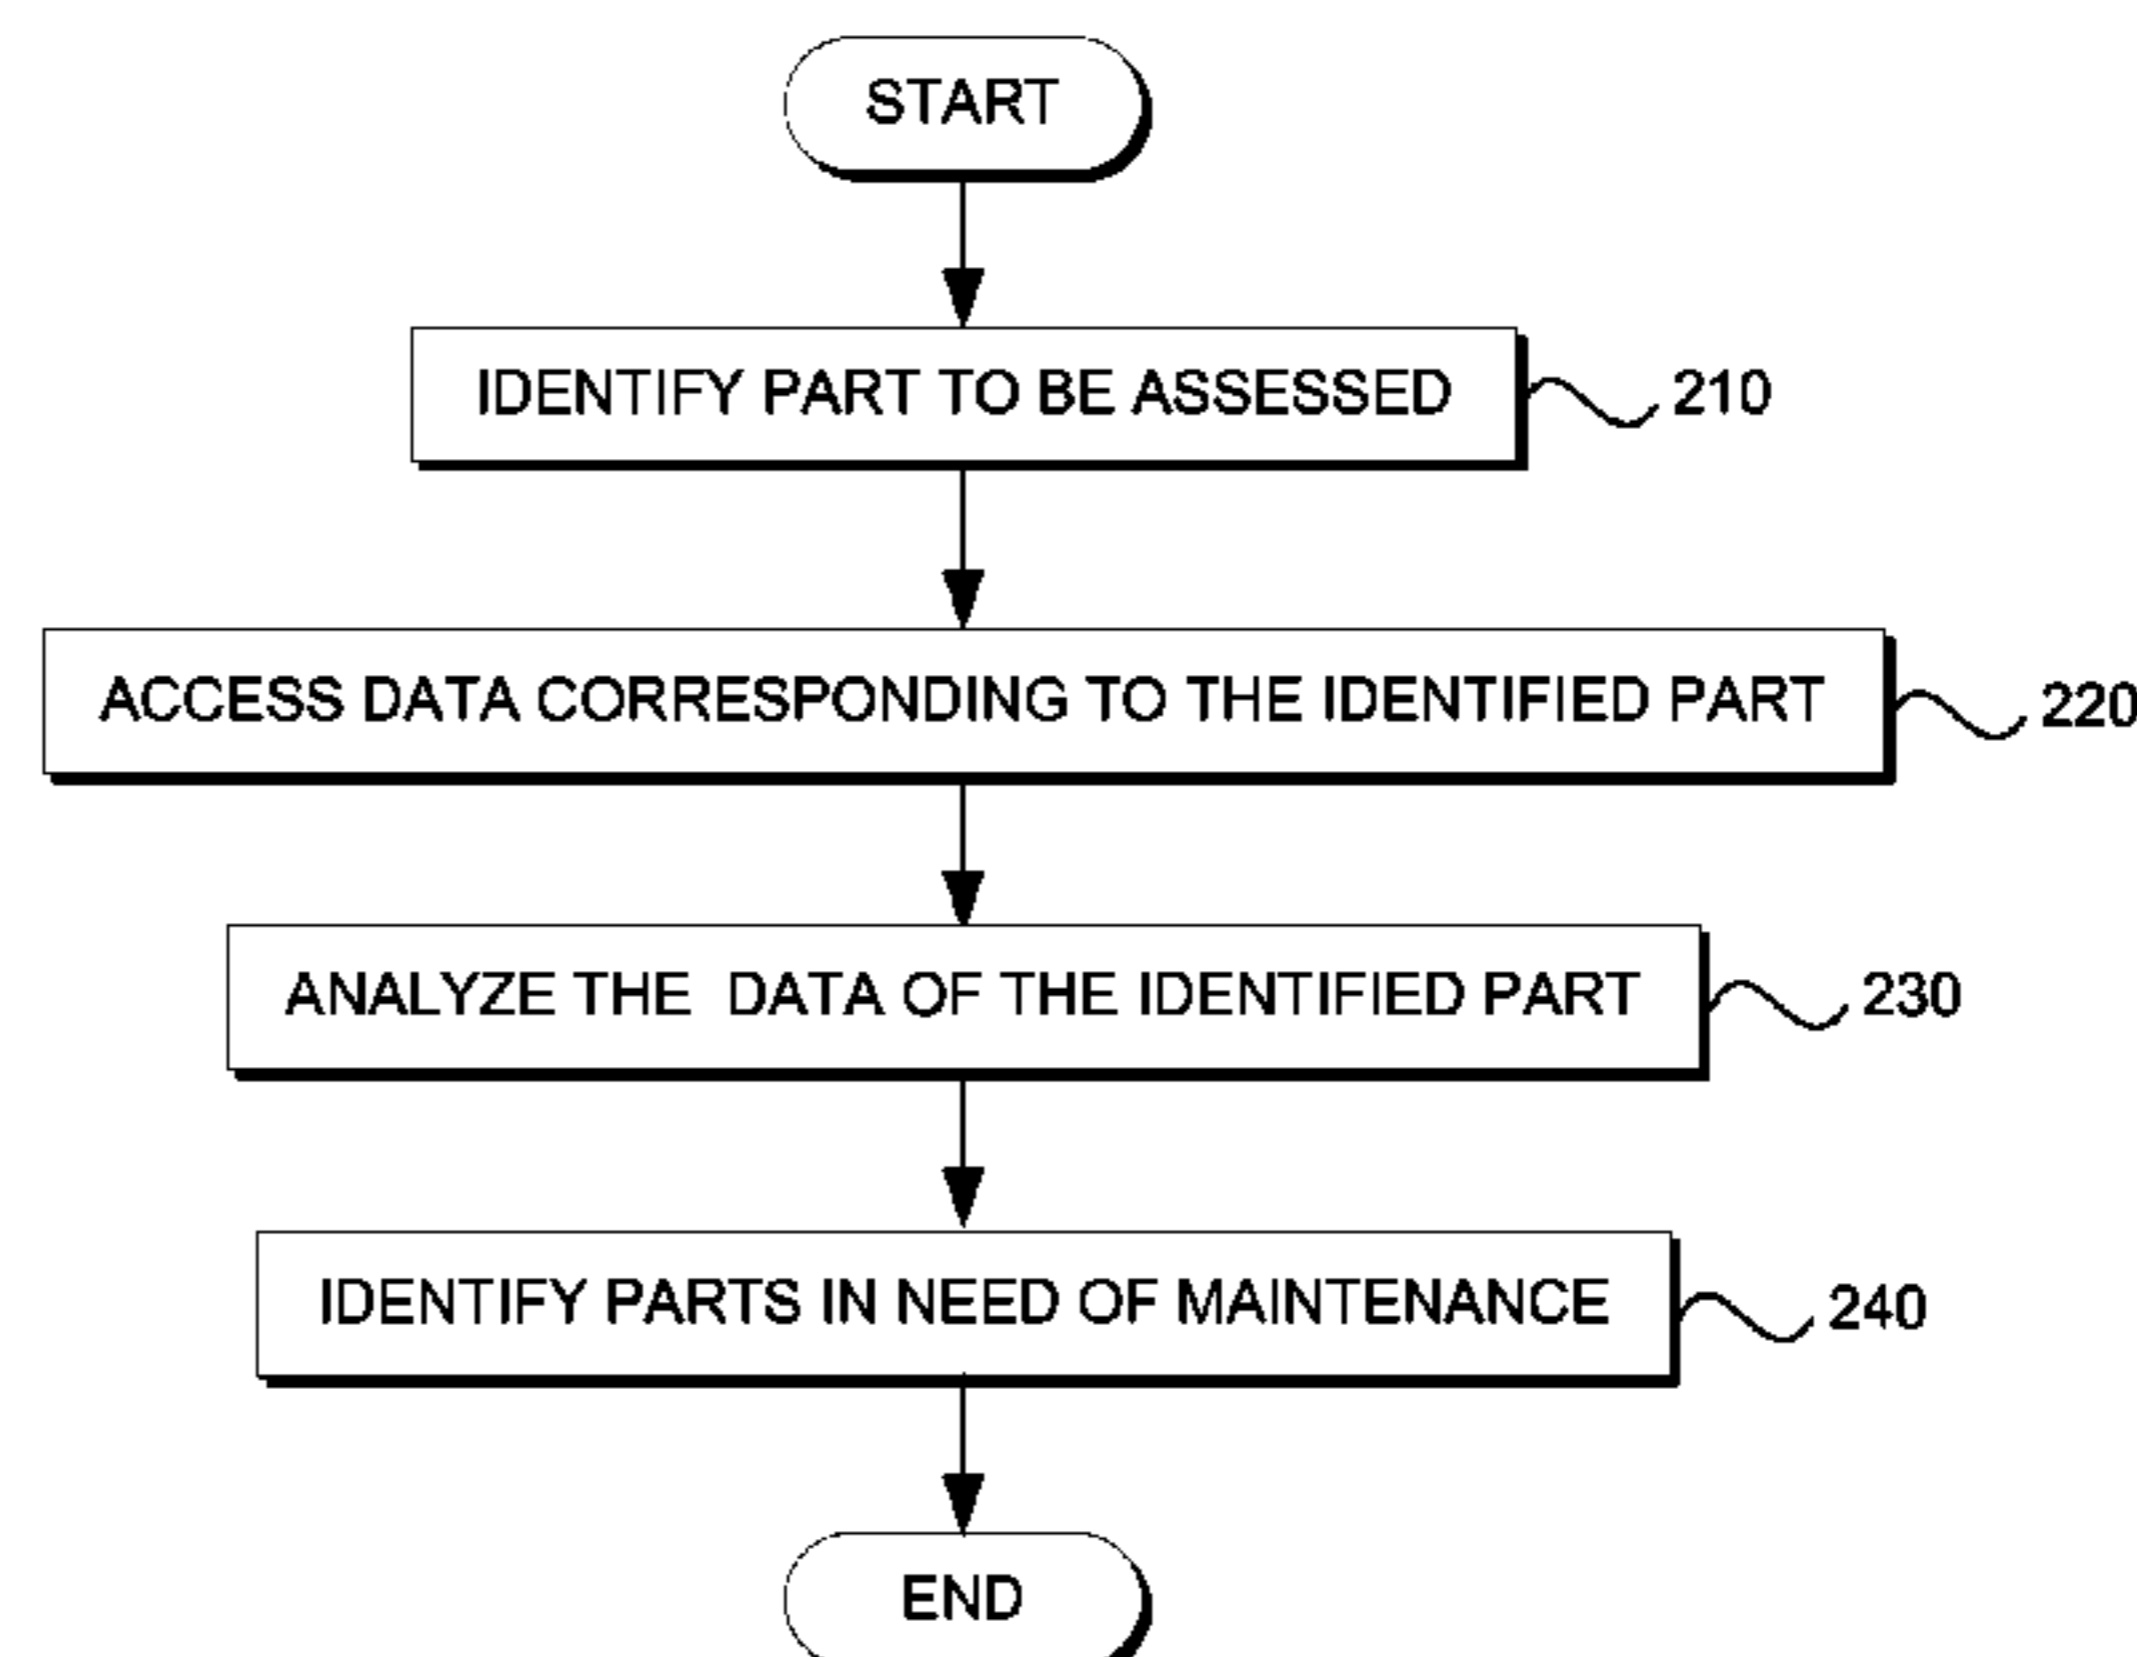 START
IDENTIFY PART TO BE ASSESSED
210
ACCESS DATA CORRESPONDING TO THE IDENTIFIED PART
220
ANALYZE THE DATA OF THE IDENTIFIED PART
230
IDENTIFY PARTS IN NEED OF MAINTENANCE
240
END